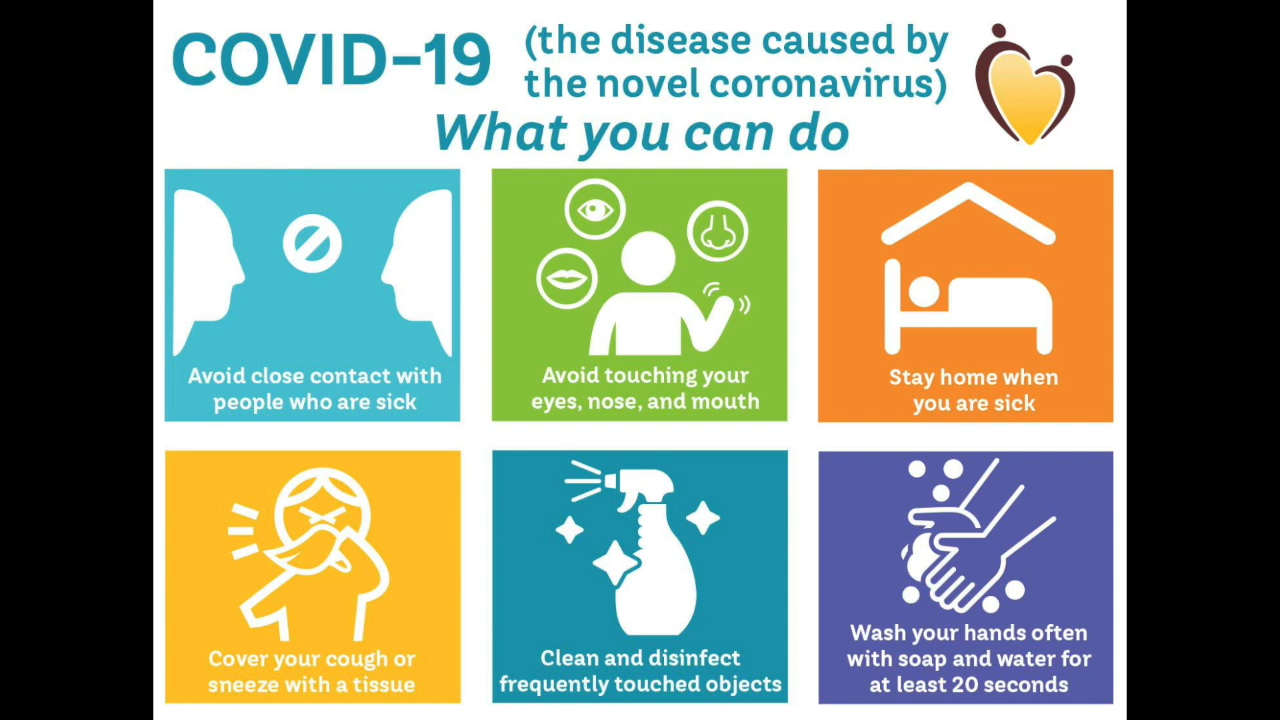 COVID-19
(the disease caused by
the novel coronavirus)
What you can do
Avoid close contact with
people who are sick
Avoid touching your
eyes, nose, and mouth
Stay home when
you are sick
Cover your cough or
sneeze with a tissue
Clean and disinfect
frequently touched objects
Wash your hands often
with soap and water for
at least 20 seconds